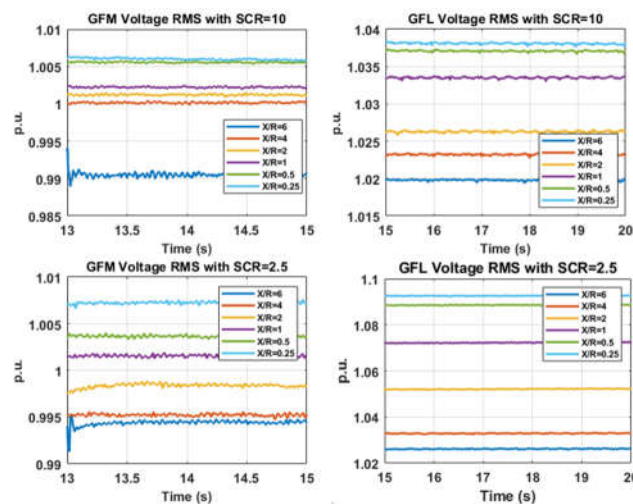 GFM Voltage RMS with SCR=10
1.01
1.005
1
0.995
0.99
0.985
p.u.
X/R=6
X/R=4
X/R=2
X/R=1
X/R=0.5
X/R=0.25
13
13.5
14
14.5
15
Time (s)
GFL Voltage RMS with SCR=10
1.04
1.035
1.03
1.025
1.02
1.015
p.u.
X/R=6
X/R=4
X/R=2
X/R=1
X/R=0.5
X/R=0.25
15
16
17
18
19
20
Time (s)
GFM Voltage RMS with SCR=2.5
1.01
1.005
1
0.995
0.99
p.u.
X/R=6
X/R=4
X/R=2
X/R=1
X/R=0.5
X/R=0.25
13
13.5
14
14.5
15
Time (s)
GFL Voltage RMS with SCR=2.5
1.1
1.08
1.06
1.04
1.02
p.u.
X/R=6
X/R=4
X/R=2
X/R=1
X/R=0.5
X/R=0.25
15
16
17
18
19
20
Time (s)